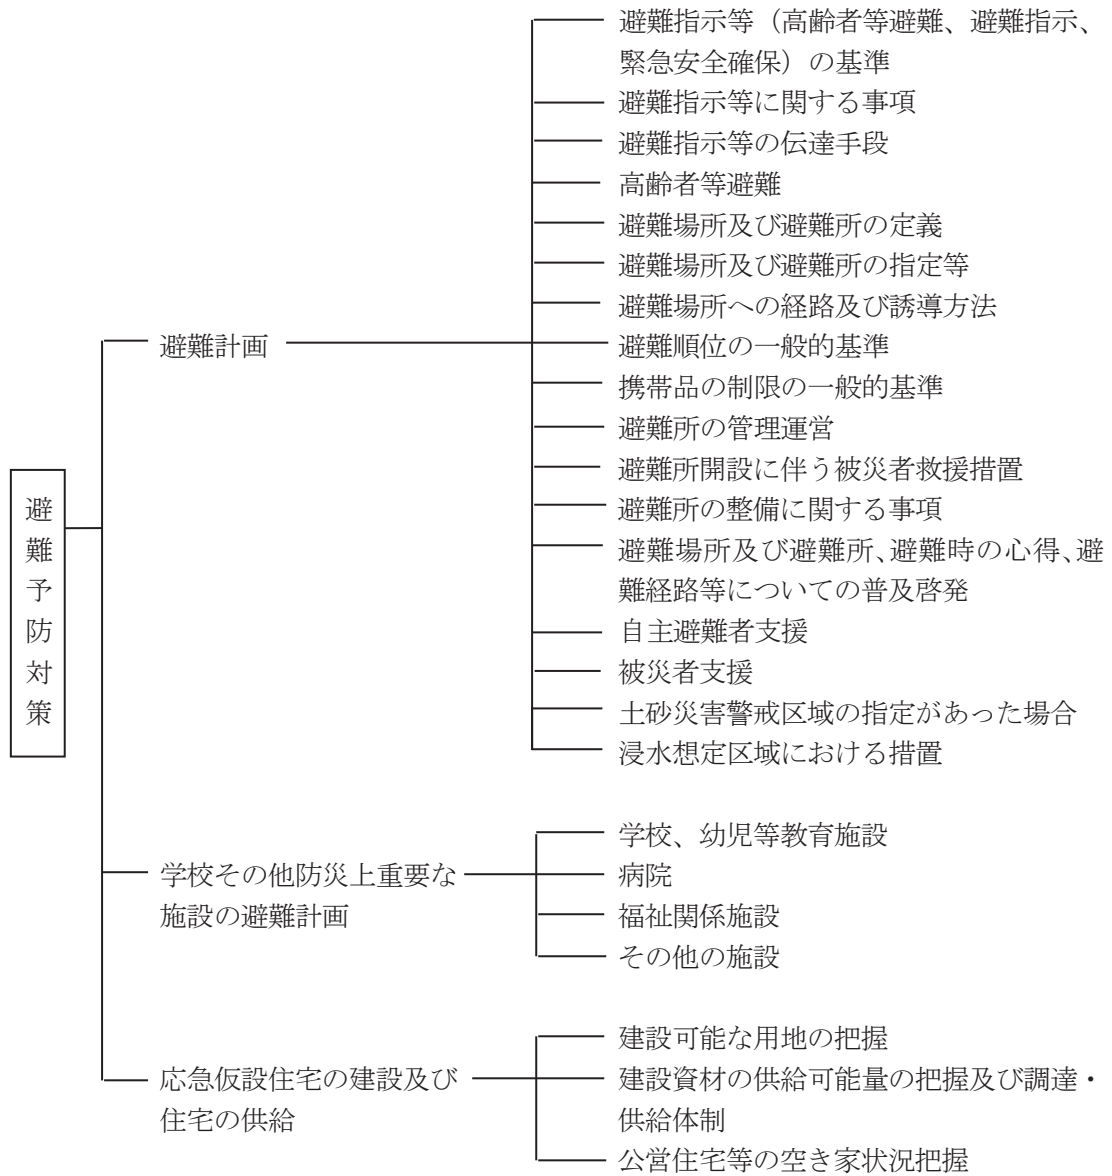 避難予防対策
避難計画
避難指示等（高齢者等避難、避難指示、
緊急安全確保）の基準
避難指示等に関する事項
避難指示等の伝達手段
高齢者等避難
避難場所及び避難所の定義
避難場所及び避難所の指定等
避難場所への経路及び誘導方法
避難順位の一般的基準
携帯品の制限の一般的基準
避難所の管理運営
避難所開設に伴う被災者救援措置
避難所の整備に関する事項
避難場所及び避難所、避難時の心得、避
難経路等についての普及啓発
自主避難者支援
被災者支援
土砂災害警戒区域の指定があった場合
浸水想定区域における措置
学校その他防災上重要な
施設の避難計画
学校、幼児等教育施設
病院
福祉関係施設
その他の施設
応急仮設住宅の建設及び
住宅の供給
建設可能な用地の把握
建設資材の供給可能量の把握及び調達・
供給体制
公営住宅等の空き家状況把握